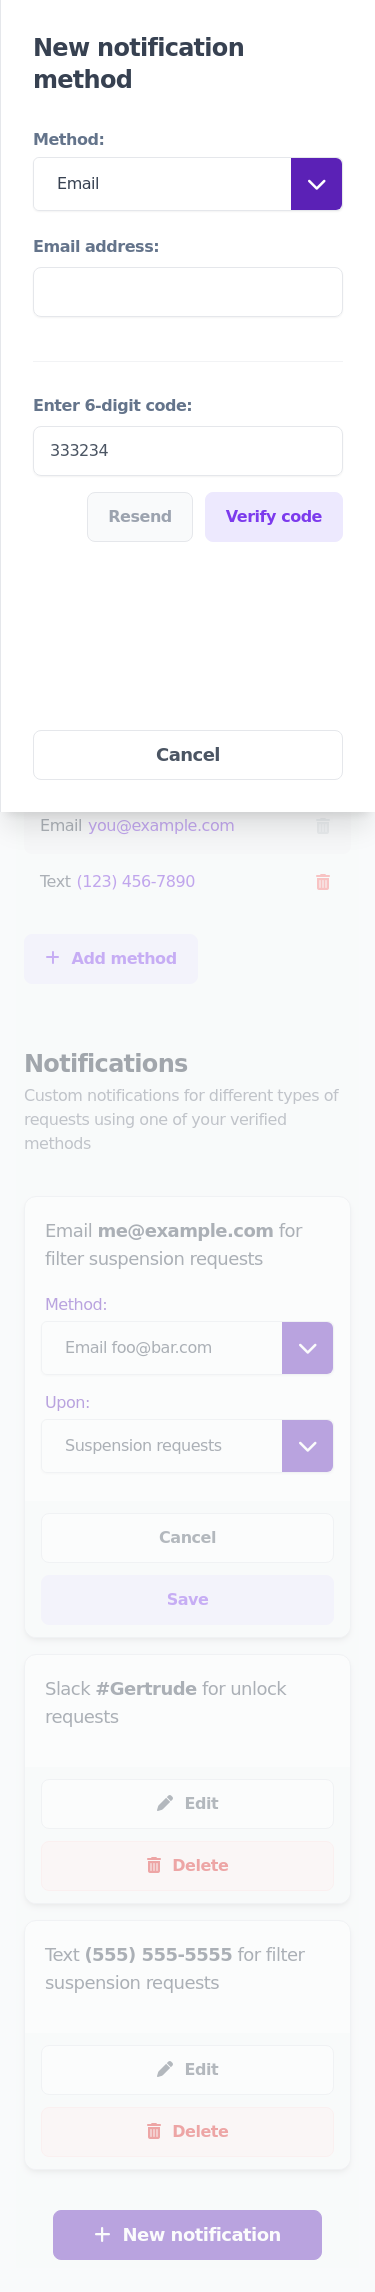 New notification
method
Method:
Email
Email address:
Enter 6-digit code:
333234
Resend
Verify code
Cancel
Email you@example.com
Text (123) 456-7890
Add method
Notifications
Custom notifications for different types of
requests using one of your verified
methods
Email me@example.com for
filter suspension requests
Method:
Email foo@bar.com
Upon:
Suspension requests
Cancel
Save
Slack #Gertrude for unlock
requests
Edit
Delete
Text (555) 555-5555 for filter
suspension requests
Edit
Delete
New notification